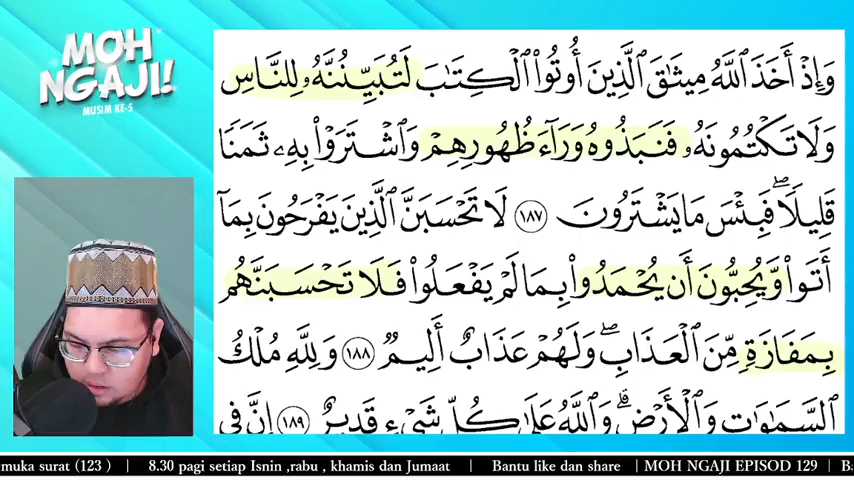 MOH
NGAJI!
MUSIM KE-5
وَإِذْ أَخَذَ ٱللَّهُ مِيثَٰقَ ٱلَّذِينَ أُوتُوا۟ ٱلْكِتَٰبَ لَتُبَيِّنُنَّهُۥ لِلنَّاسِ
وَلَا تَكْتُمُونَهُۥ فَنَبَذُوهُ وَرَآءَ ظُهُورِهِمْ وَٱشْتَرَوْا۟ بِهِۦ ثَمَنًا
قَلِيلًا ۖ فَبِئْسَ مَا يَشْتَرُونَ ١٨٧ لَا تَحْسَبَنَّ ٱلَّذِينَ يَفْرَحُونَ بِمَآ
أَتَوا۟ وَّيُحِبُّونَ أَن يُحْمَدُوا۟ بِمَا لَمْ يَفْعَلُوا۟ فَلَا تَحْسَبَنَّهُم
بِمَفَازَةٍ مِّنَ ٱلْعَذَابِ ۖ وَلَهُمْ عَذَابٌ أَلِيمٌ ١٨٨ وَلِلَّهِ مُلْكُ
ٱلسَّمَٰوَٰتِ وَٱلْأَرْضِ ۗ وَٱللَّهُ عَلَىٰ كُلِّ شَىْءٍ قَدِيرٌ ١٨٩ إِنَّ فِى
muka surat (123 ) | 8.30 pagi setiap Isnin ,rabu , khamis dan Jumaat | Bantu like dan share | MOH NGAJI EPISOD 129 | B